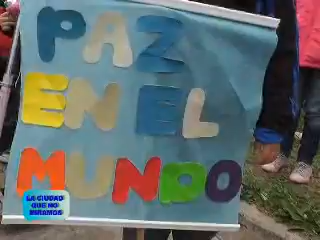 PAZ
EN EL
MUNDO
LA CIUDAD
QUE NO
MIRAMOS